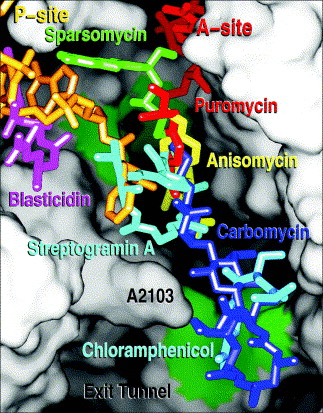 P-site
Sparsomycin
A-site
Puromycin
Anisomycin
Blasticidin
Streptogramin A
Carbomycin
A2103
Chloramphenicol
Exit Tunnel